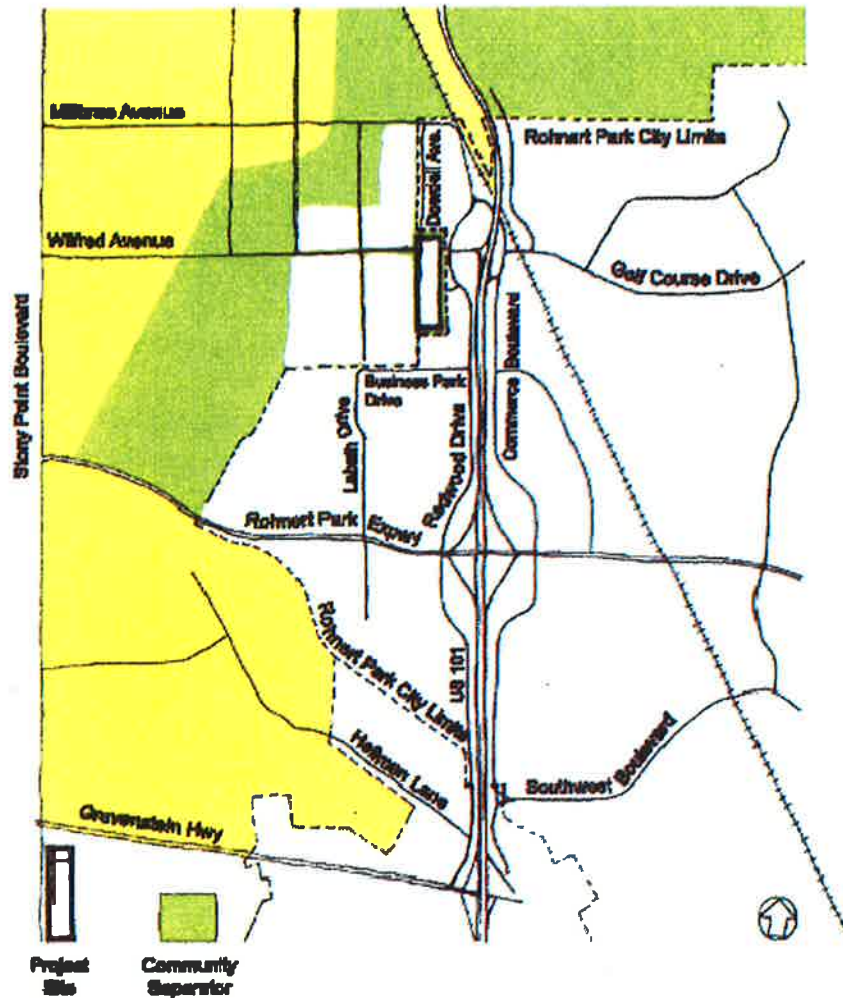 Millbrae Avenue
Dowdell Ave.
Rohnert Park City Limits
Wilfred Avenue
Golf Course Drive
Stony Point Boulevard
Business Park
Drive
Labath Drive
Redwood Drive
Commerce Boulevard
Rohnert Park Expwy
Rohnert Park City Limits
US 101
Hellman Lane
Southwest Boulevard
Gravenstein Hwy
Project
Site
Community
Separator